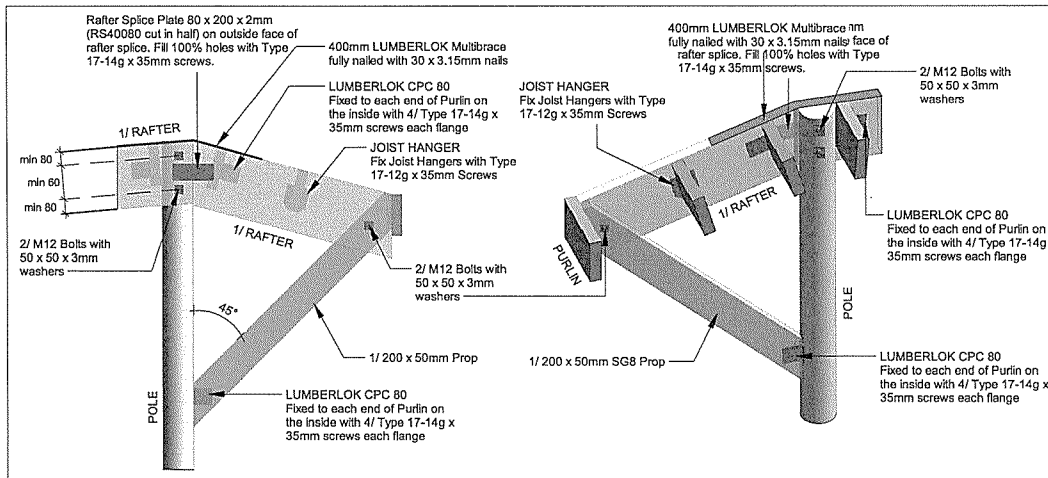 Rafter Splice Plate 80 x 200 x 2mm
(RS40080 cut in half) on outside face of
rafter splice. Fill 100% holes with Type
17-14g x 35mm screws.
400mm LUMBERLOK Multibrace
fully nailed with 30 x 3.15mm nails
LUMBERLOK CPC 80
Fixed to each end of Purlin on
the inside with 4/ Type 17-14g x
35mm screws each flange
JOIST HANGER
Fix Joist Hangers with Type
17-12g x 35mm Screws
1/ RAFTER
min 80
min 60
min 80
1/ RAFTER
2/ M12 Bolts with
50 x 50 x 3mm
washers
2/ M12 Bolts with
50 x 50 x 3mm
washers
45°
1/ 200 x 50mm Prop
POLE
LUMBERLOK CPC 80
Fixed to each end of Purlin on
the inside with 4/ Type 17-14g x
35mm screws each flange
400mm LUMBERLOK Multibrace
fully nailed with 30 x 3.15mm nails face of
rafter splice. Fill 100% holes with Type
17-14g x 35mm screws.
2/ M12 Bolts with
50 x 50 x 3mm
washers
JOIST HANGER
Fix Joist Hangers with Type
17-12g x 35mm Screws
1/ RAFTER
LUMBERLOK CPC 80
Fixed to each end of Purlin on
the inside with 4/ Type 17-14g
35mm screws each flange
PURLIN
POLE
1/ 200 x 50mm SG8 Prop
LUMBERLOK CPC 80
Fixed to each end of Purlin on
the inside with 4/ Type 17-14g x
35mm screws each flange